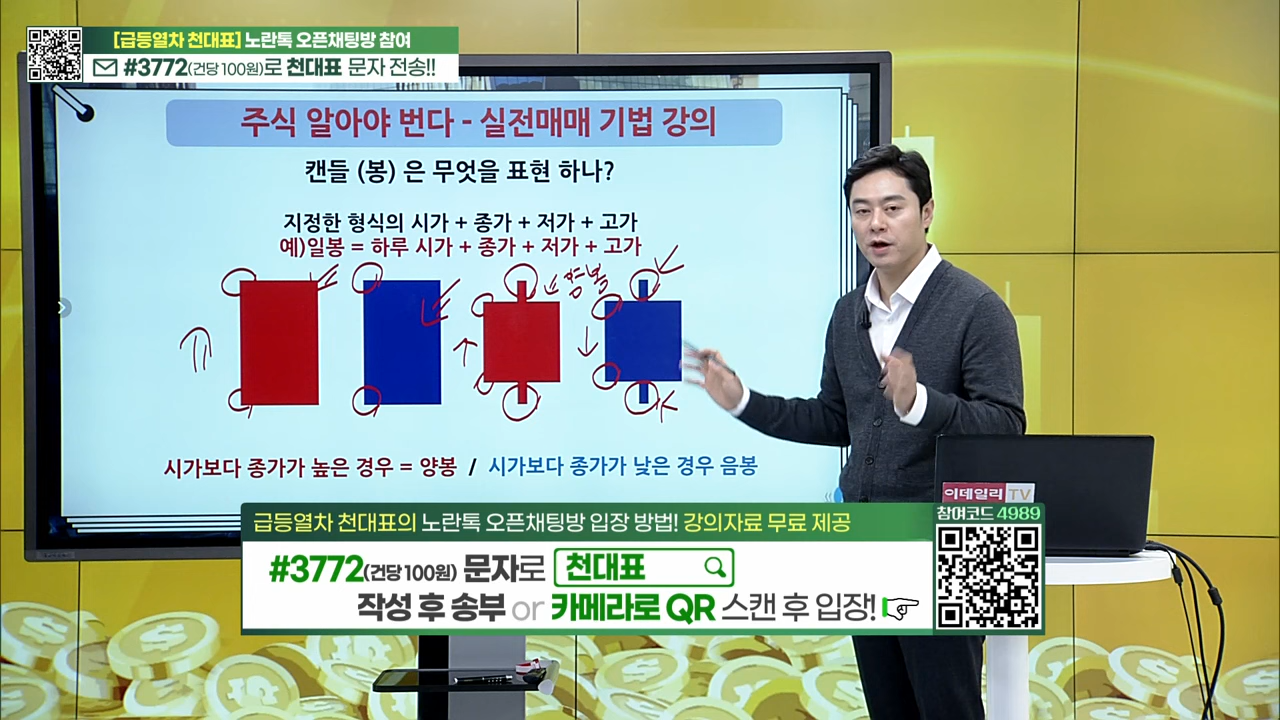 [급등열차 천대표] 노란톡 오픈채팅방 참여
#3772(건당 100원)로 천대표 문자 전송!!
주식 알아야 번다 - 실전매매 기법 강의
캔들 (봉) 은 무엇을 표현 하나?
지정한 형식의 시가 + 종가 + 저가 + 고가
예)일봉 = 하루 시가 + 종가 + 저가 + 고가
시가보다 종가가 높은 경우 = 양봉 / 시가보다 종가가 낮은 경우 음봉
이데일리 TV
급등열차 천대표의 노란톡 오픈채팅방 입장 방법! 강의자료 무료 제공
참여코드 4989
#3772(건당 100원) 문자로 천대표
작성 후 송부 or 카메라로 QR 스캔 후 입장!